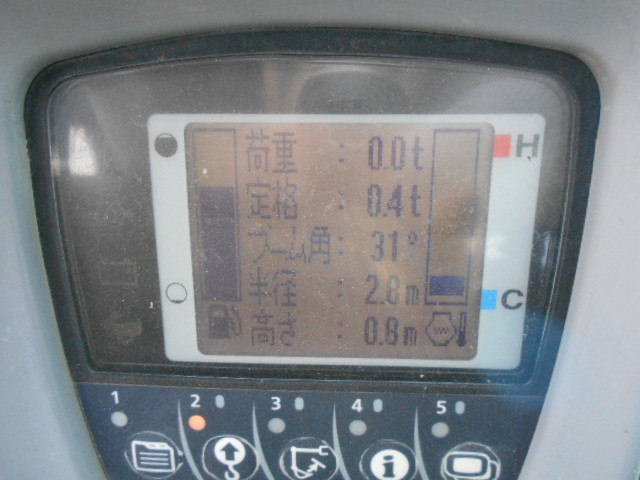 荷重 : 0.0t
定格 : 0.4t
ブーム角 : 31°
半径 : 2.8m
高さ : 0.8m
H
C
1 2 3 4 5